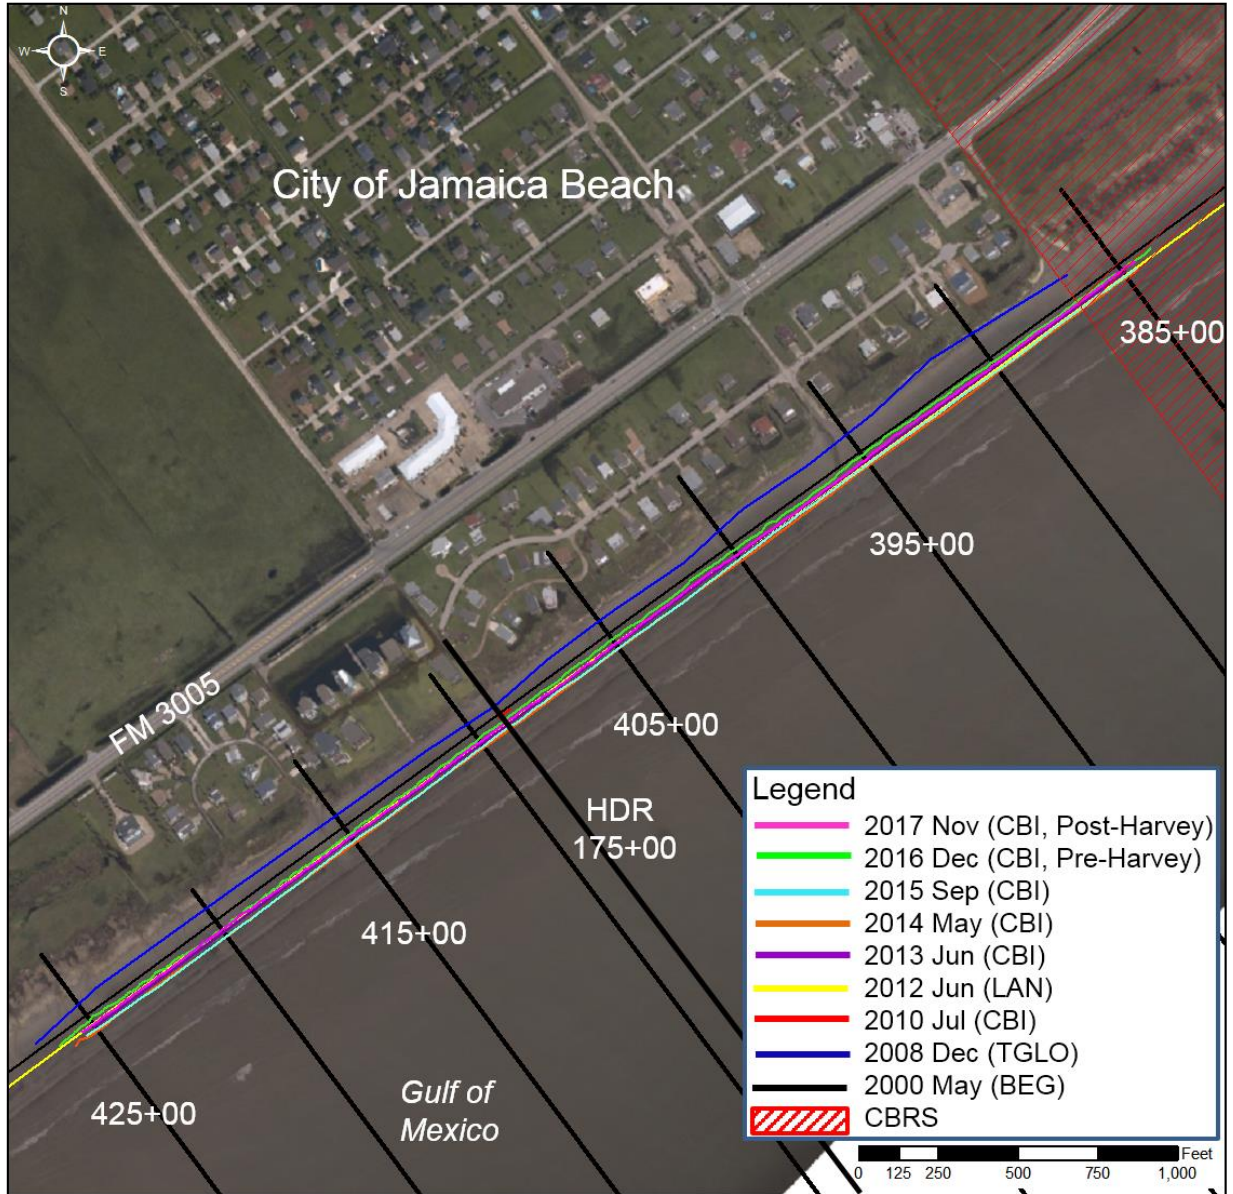 N
W E
S
City of Jamaica Beach
385+00
395+00
405+00
FM 3005
HDR
175+00
415+00
425+00
Gulf of
Mexico
Legend
2017 Nov (CBI, Post-Harvey)
2016 Dec (CBI, Pre-Harvey)
2015 Sep (CBI)
2014 May (CBI)
2013 Jun (CBI)
2012 Jun (LAN)
2010 Jul (CBI)
2008 Dec (TGLO)
2000 May (BEG)
CBRS
Feet
0 125 250 500 750 1,000